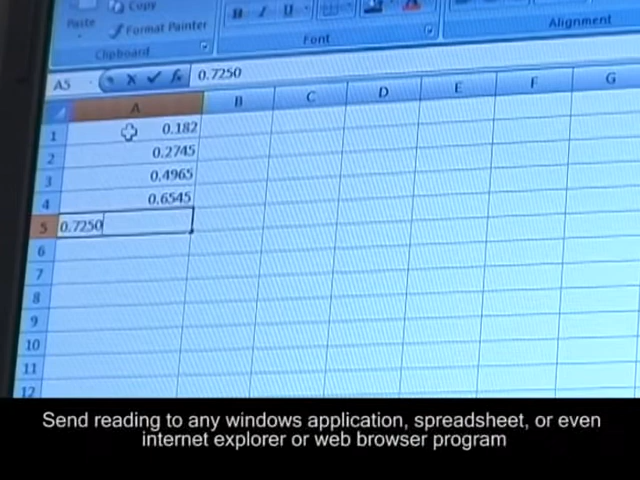 Copy
Paste
Format Painter
B I U A
Clipboard
Font
Alignment
A5
fx 0.7250
A B C D E F G
1 0.182
2 0.2745
3 0.4965
4 0.6545
5 0.7250
6
7
8
9
10
11
12
Send reading to any windows application, spreadsheet, or even
internet explorer or web browser program